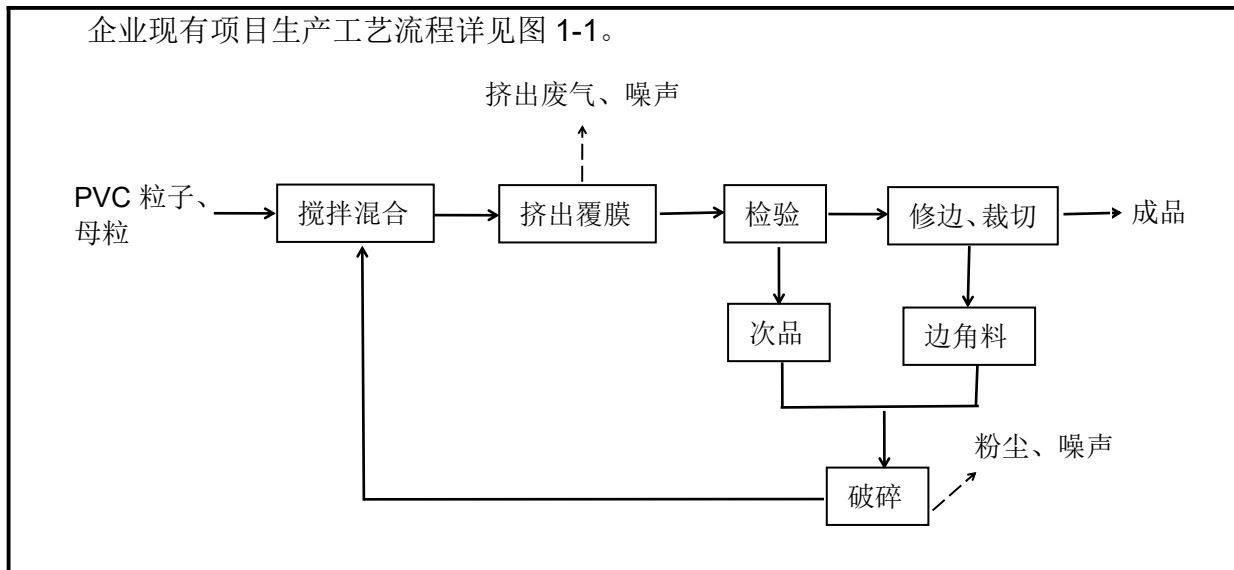 企业现有项目生产工艺流程详见图 1-1。
挤出废气、噪声
PVC 粒子、
母粒
搅拌混合
挤出覆膜
检验
修边、裁切
成品
次品
边角料
粉尘、噪声
破碎